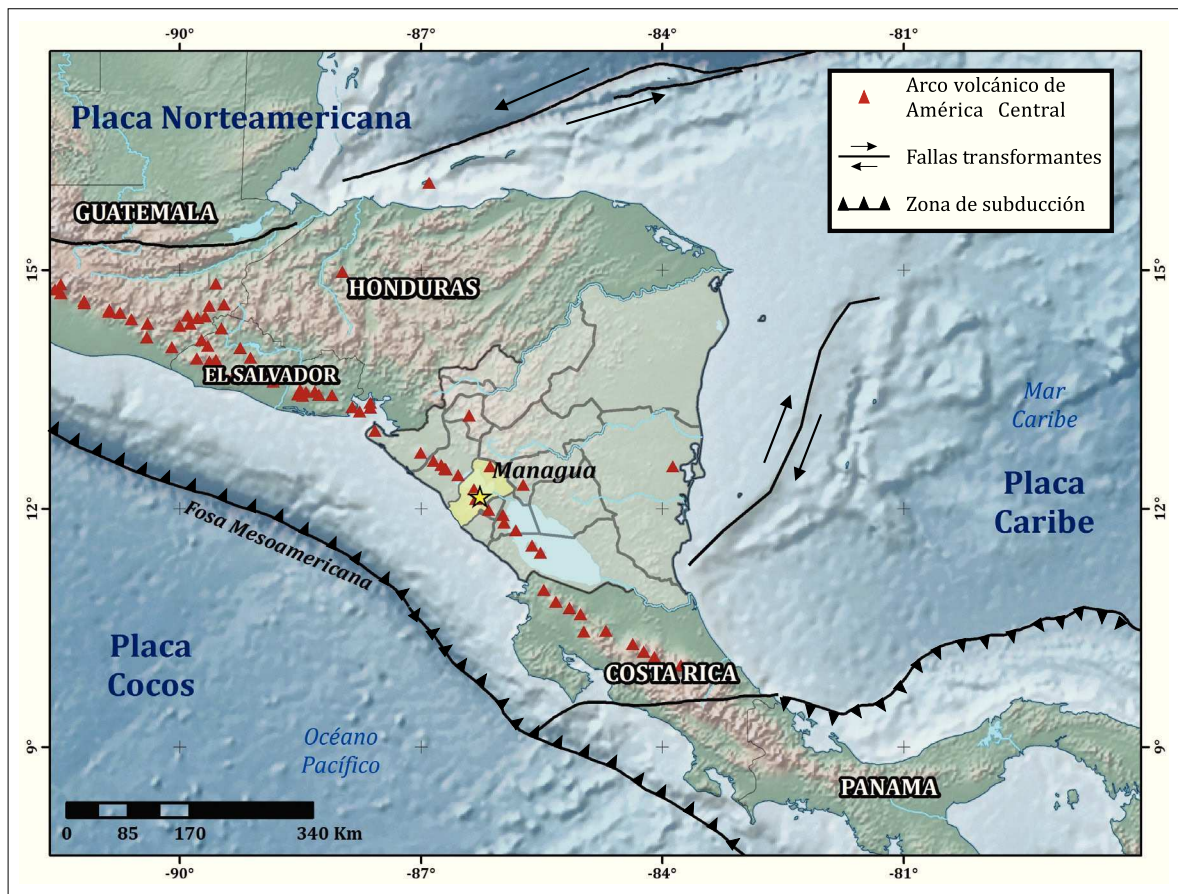 -90°
-87°
-84°
-81°
Placa Norteamericana
Arco volcánico de
América Central
Fallas transformantes
Zona de subducción
GUATEMALA
15°
15°
HONDURAS
EL SALVADOR
Mar
Caribe
Managua
Placa
Caribe
12°
12°
Fosa Mesoamericana
Placa
Cocos
COSTA RICA
Océano
Pacífico
9°
9°
PANAMA
0 85 170 340 Km
-90°
-87°
-84°
-81°